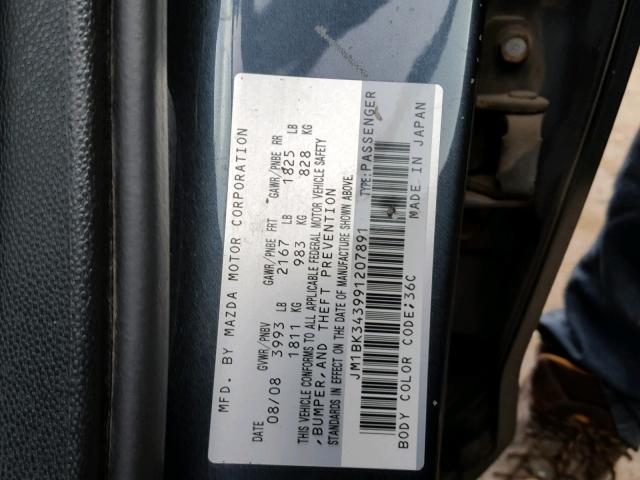 MFD. BY MAZDA MOTOR CORPORATION
DATE GVWR/PNBV GAWR/PNBE FRT GAWR/PNBE RR
08/08 3993 LB 2167 LB 1825 LB
1811 KG 983 KG 828 KG
THIS VEHICLE CONFORMS TO ALL APPLICABLE FEDERAL MOTOR VEHICLE SAFETY
, BUMPER, AND THEFT PREVENTION
STANDARDS IN EFFECT ON THE DATE OF MANUFACTURE SHOWN ABOVE.
JM1BK343991207891 TYPE:PASSENGER
BODY COLOR CODE;36C MADE IN JAPAN